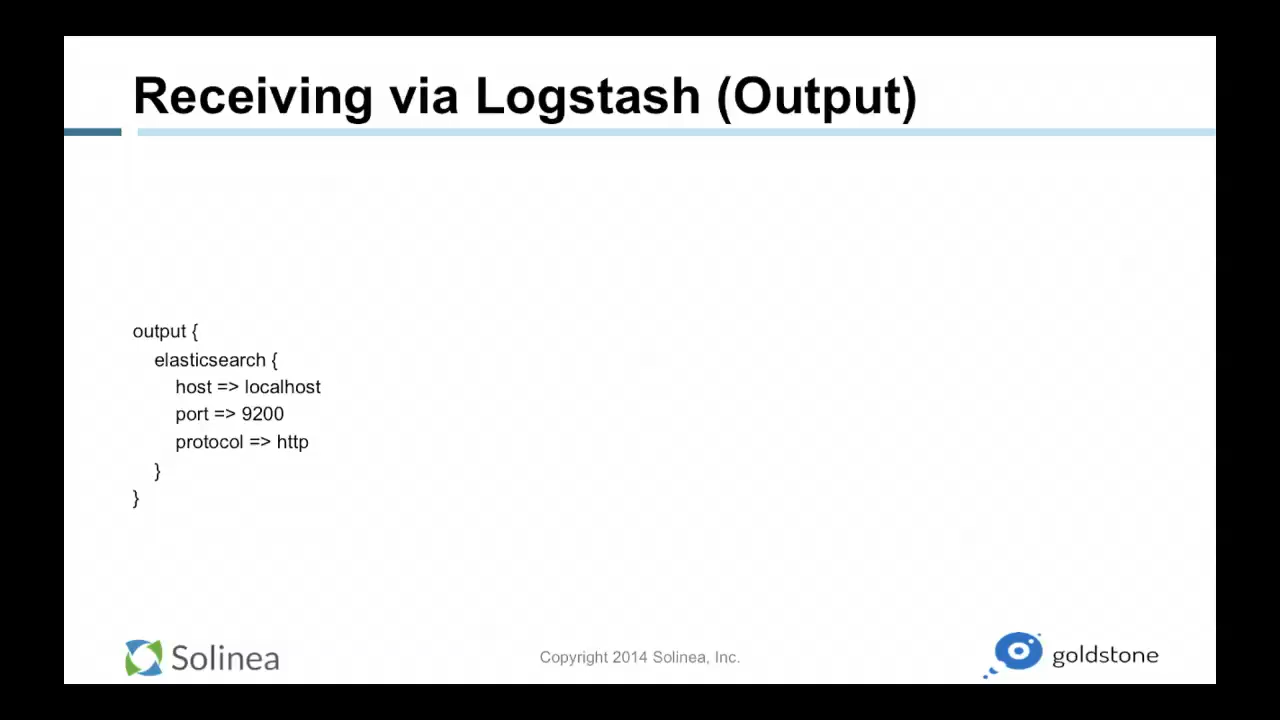 Receiving via Logstash (Output)
output {
elasticsearch {
host => localhost
port => 9200
protocol => http
}
}
Solinea
Copyright 2014 Solinea, Inc.
goldstone